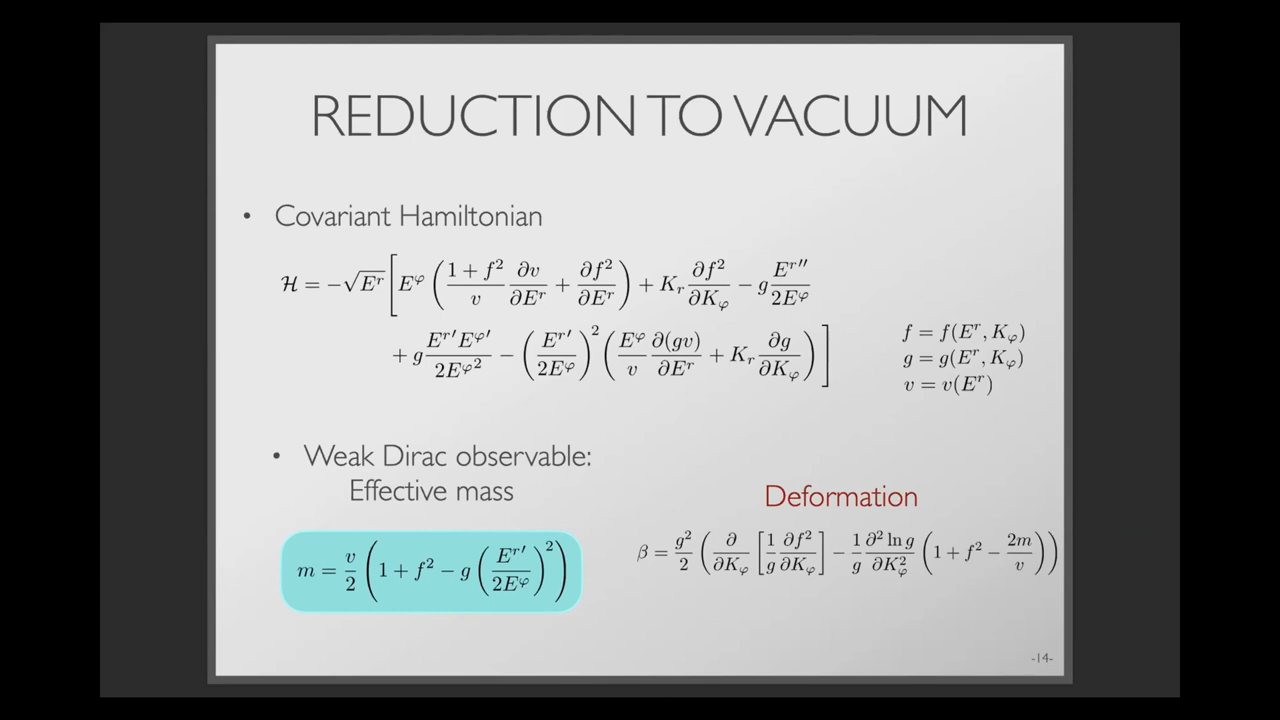 REDUCTION TO VACUUM
• Covariant Hamiltonian
$\mathcal{H} = -\sqrt{E^r}\Big[E^\varphi\left(\frac{1+f^2}{v}\frac{\partial v}{\partial E^r} + \frac{\partial f^2}{\partial E^r}\right) + K_r\frac{\partial f^2}{\partial K_\varphi} - g\frac{E^{r\prime\prime}}{2E^\varphi}$
$+ g\frac{E^{r\prime}E^{\varphi\prime}}{2E^{\varphi 2}} - \left(\frac{E^{r\prime}}{2E^\varphi}\right)^2\left(\frac{E^\varphi}{v}\frac{\partial(gv)}{\partial E^r} + K_r\frac{\partial g}{\partial K_\varphi}\right)\Big]$
$f = f(E^r, K_\varphi)$
$g = g(E^r, K_\varphi)$
$v = v(E^r)$
• Weak Dirac observable:
Effective mass
$m = \frac{v}{2}\left(1 + f^2 - g\left(\frac{E^{r\prime}}{2E^\varphi}\right)^2\right)$
Deformation
$\beta = \frac{g^2}{2}\left(\frac{\partial}{\partial K_\varphi}\left[\frac{1}{g}\frac{\partial f^2}{\partial K_\varphi}\right] - \frac{1}{g}\frac{\partial^2 \ln g}{\partial K_\varphi^2}\left(1 + f^2 - \frac{2m}{v}\right)\right)$
-14-